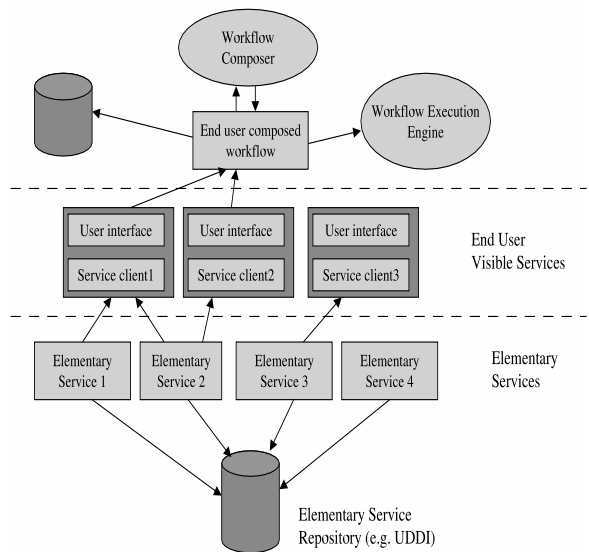 Workflow
Composer
End user composed
workflow
Workflow Execution
Engine
User interface
Service client1
User interface
Service client2
User interface
Service client3
End User
Visible Services
Elementary
Service 1
Elementary
Service 2
Elementary
Service 3
Elementary
Service 4
Elementary
Services
Elementary Service
Repository (e.g. UDDI)